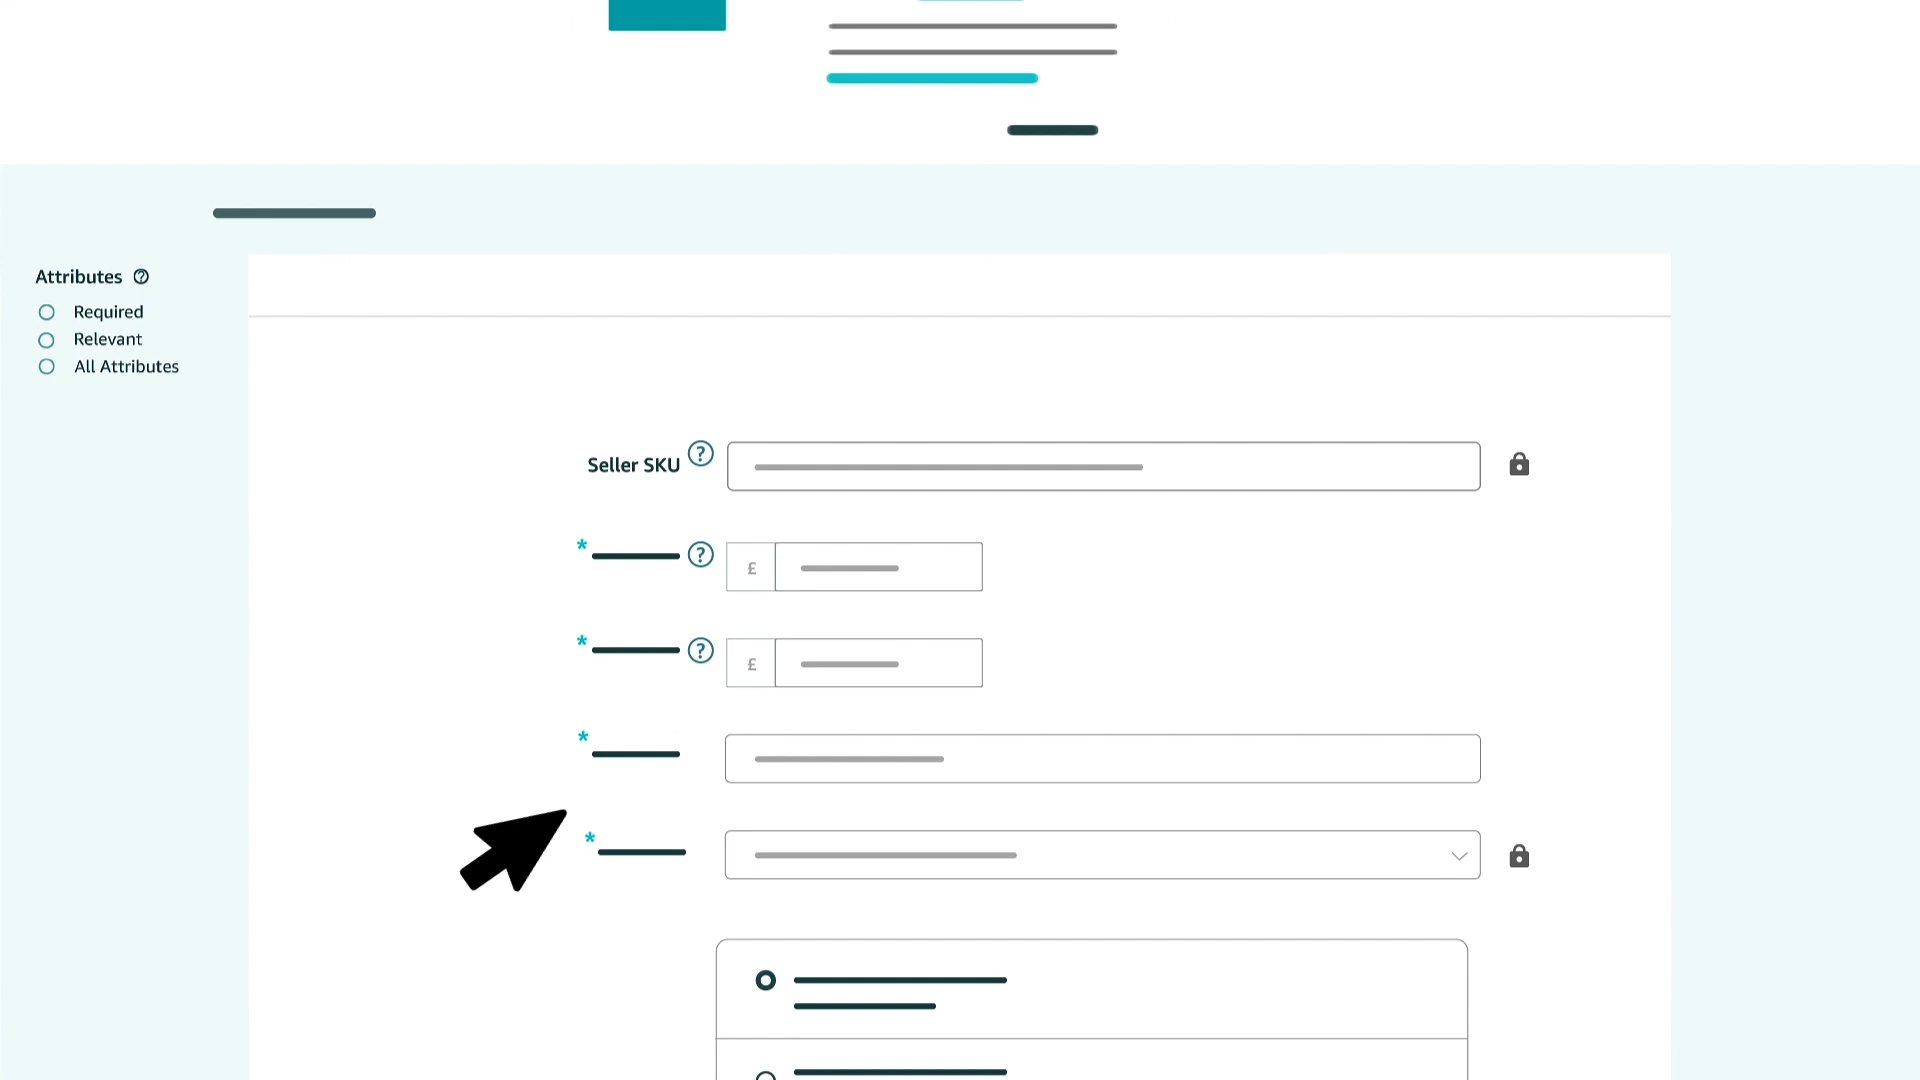 Attributes ?
Required
Relevant
All Attributes
Seller SKU ?
* ?
£
* ?
£
*
*